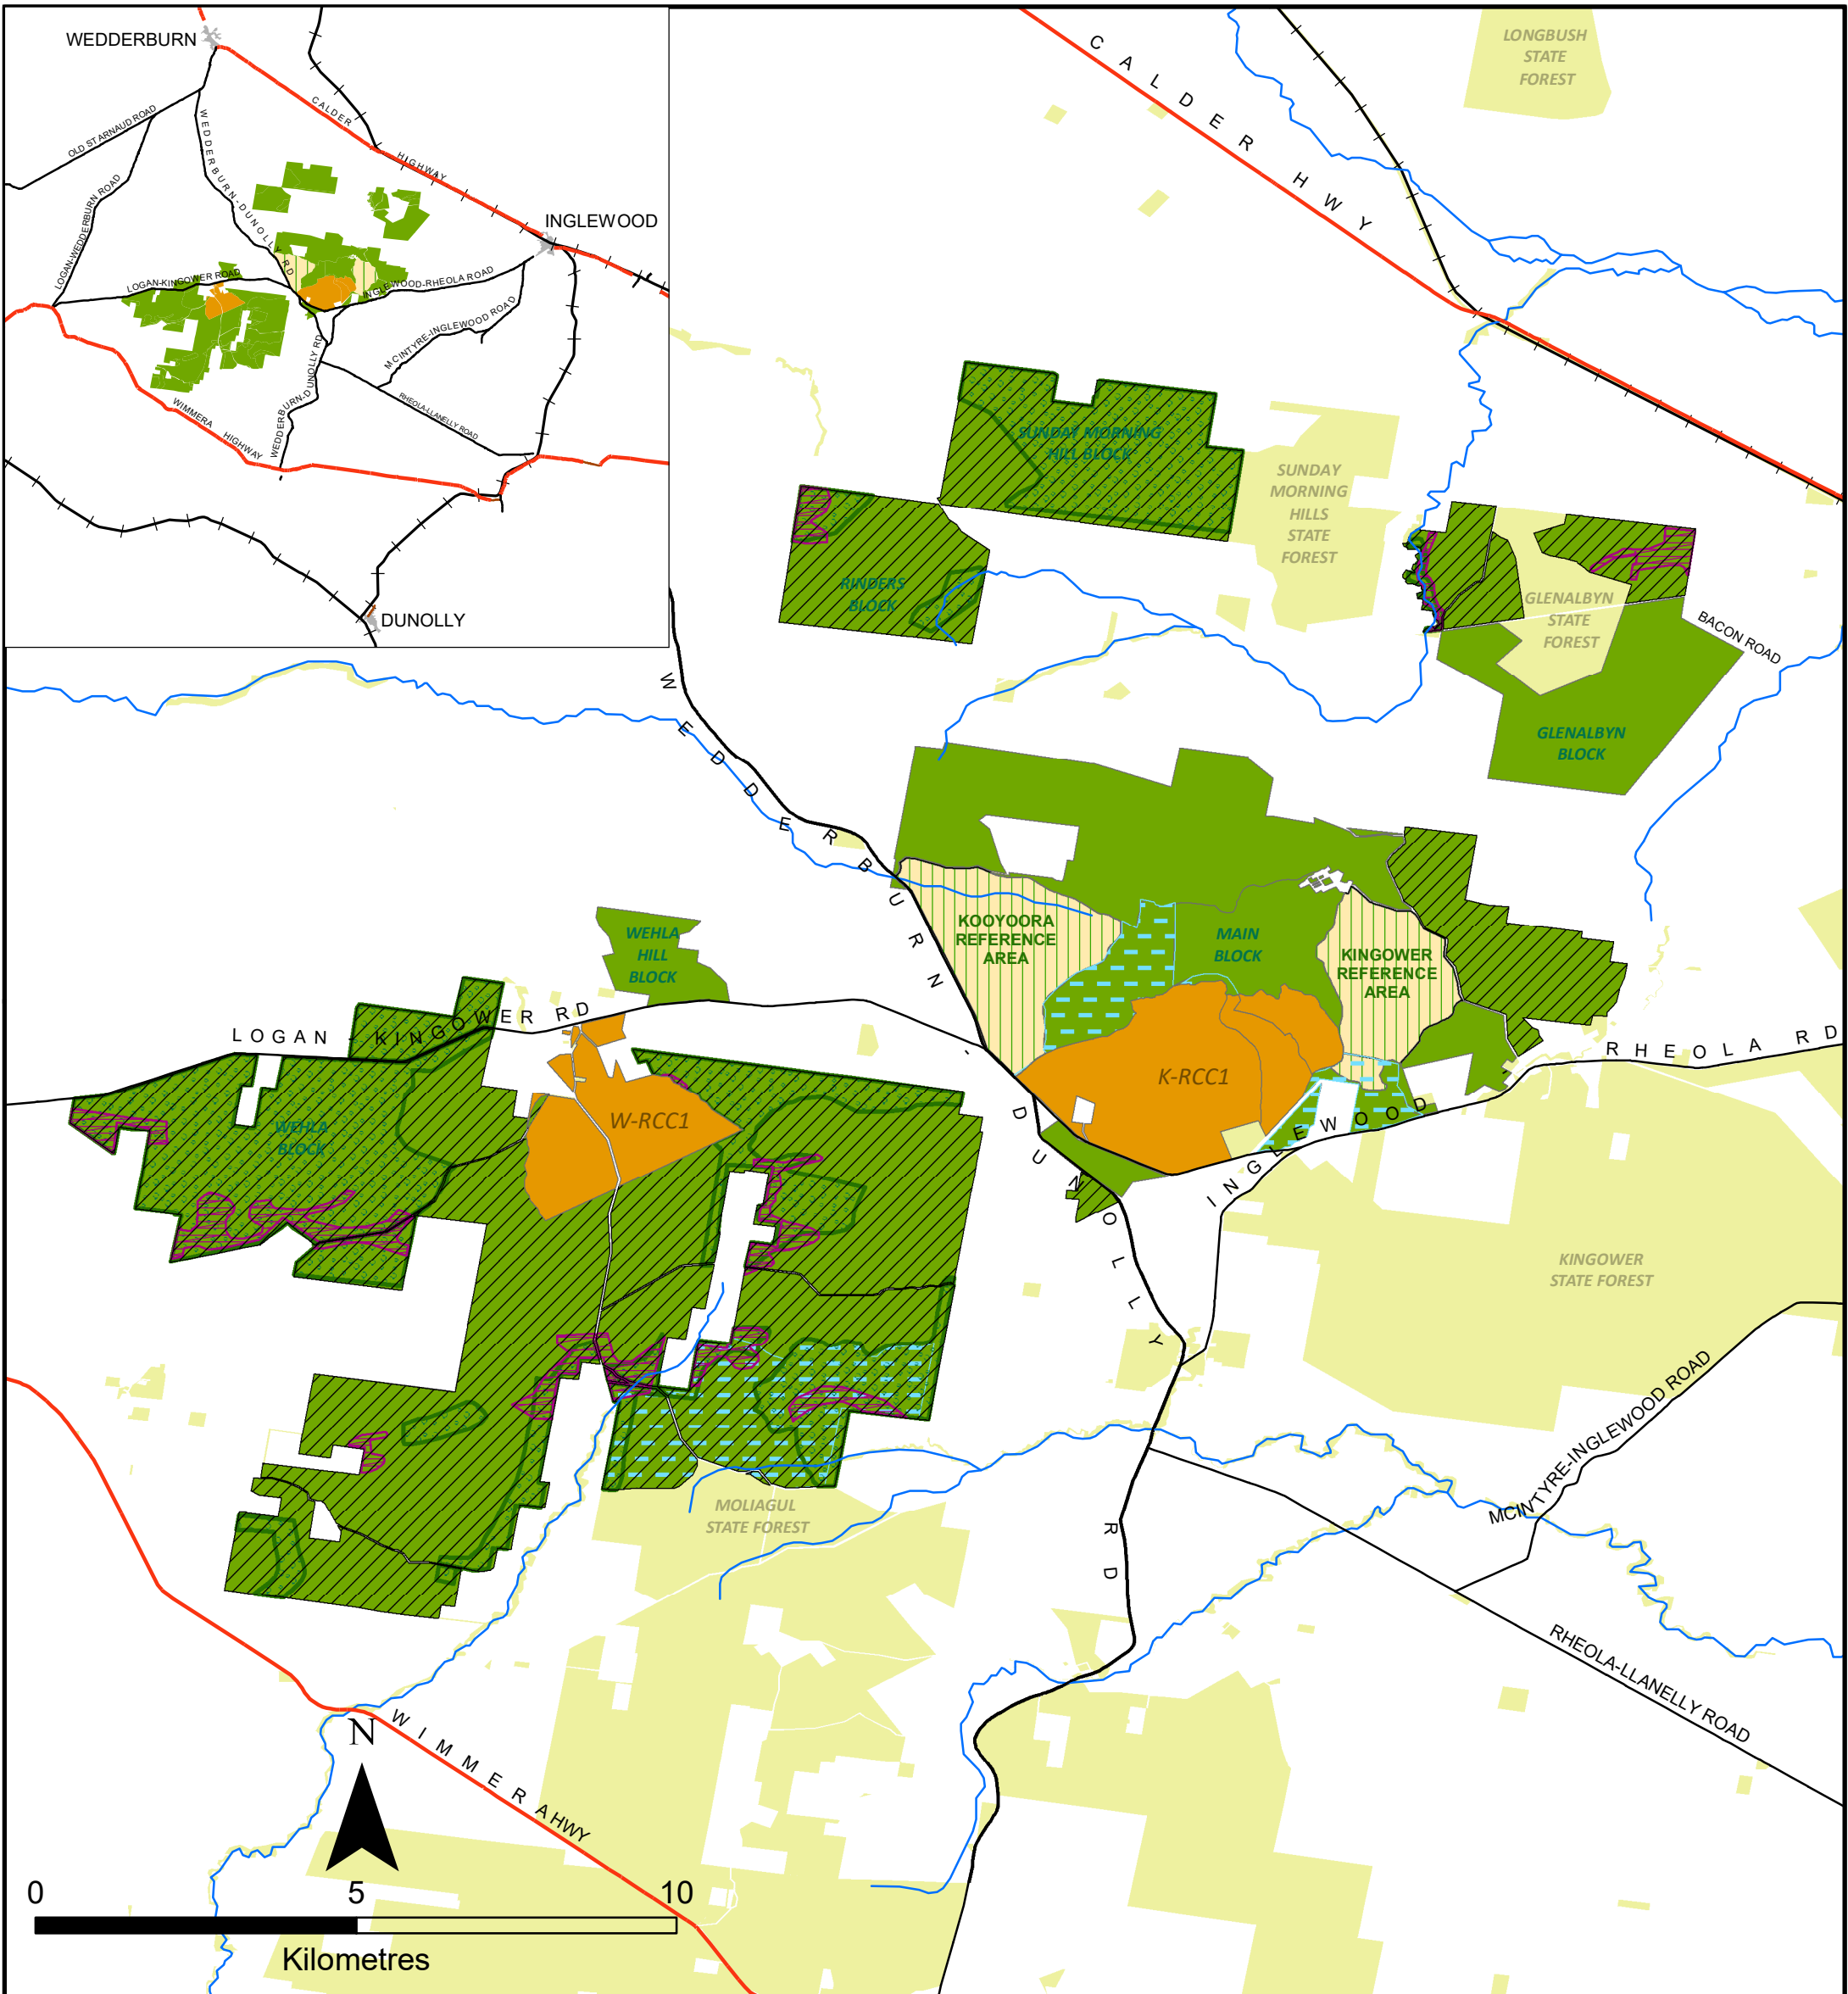 WEDDERBURN
CALDER
HIGHWAY
OLD ST ARNAUD ROAD
WEDDERBURN-DUNOLLY RD
LOGAN-WEDDERBURN ROAD
INGLEWOOD
LOGAN-KINGOWER ROAD
INGLEWOOD-RHEOLA ROAD
MCINTYRE-INGLEWOOD ROAD
WEDDERBURN-DUNOLLY RD
RHEOLA-LLANELLY ROAD
WIMMERA
HIGHWAY
DUNOLLY
CALDER HWY
LONGBUSH
STATE
FOREST
SUNDAY MORNING
HILL BLOCK
SUNDAY
MORNING
HILLS
STATE
FOREST
RINDERS
BLOCK
GLENALBYN
STATE
FOREST
BACON ROAD
GLENALBYN
BLOCK
WEDDERBURN - DUNOLLY RD
KOOYOORA
REFERENCE
AREA
MAIN
BLOCK
KINGOWER
REFERENCE
AREA
WEHLA
HILL
BLOCK
LOGAN - KINGOWER RD
INGLEWOOD - RHEOLA RD
K-RCC1
W-RCC1
WEHLA
BLOCK
KINGOWER
STATE FOREST
MCINTYRE-INGLEWOOD ROAD
MOLIAGUL
STATE FOREST
RHEOLA-LLANELLY ROAD
WIMMERA HWY
N
0 5 10
Kilometres